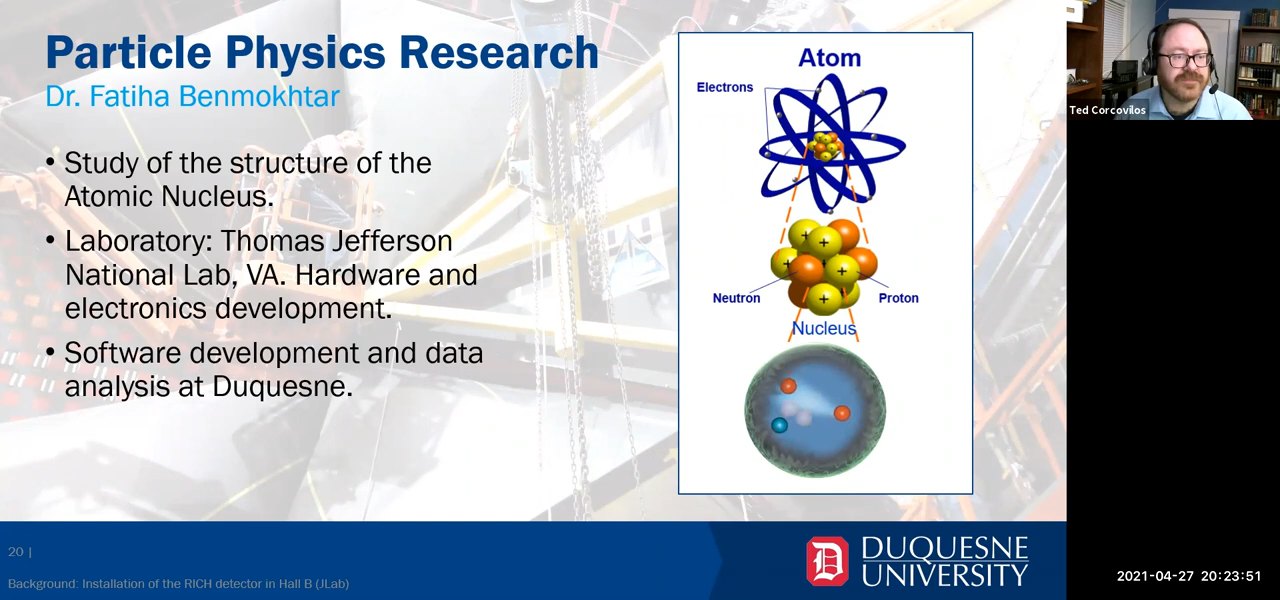 Particle Physics Research
Dr. Fatiha Benmokhtar
• Study of the structure of the
Atomic Nucleus.
• Laboratory: Thomas Jefferson
National Lab, VA. Hardware and
electronics development.
• Software development and data
analysis at Duquesne.
Atom
Electrons
+ + + + +
Neutron
Proton
Nucleus
20 |
Background: Installation of the RICH detector in Hall B (JLab)
D
DUQUESNE
UNIVERSITY
Ted Corcovilos
2021-04-27 20:23:51